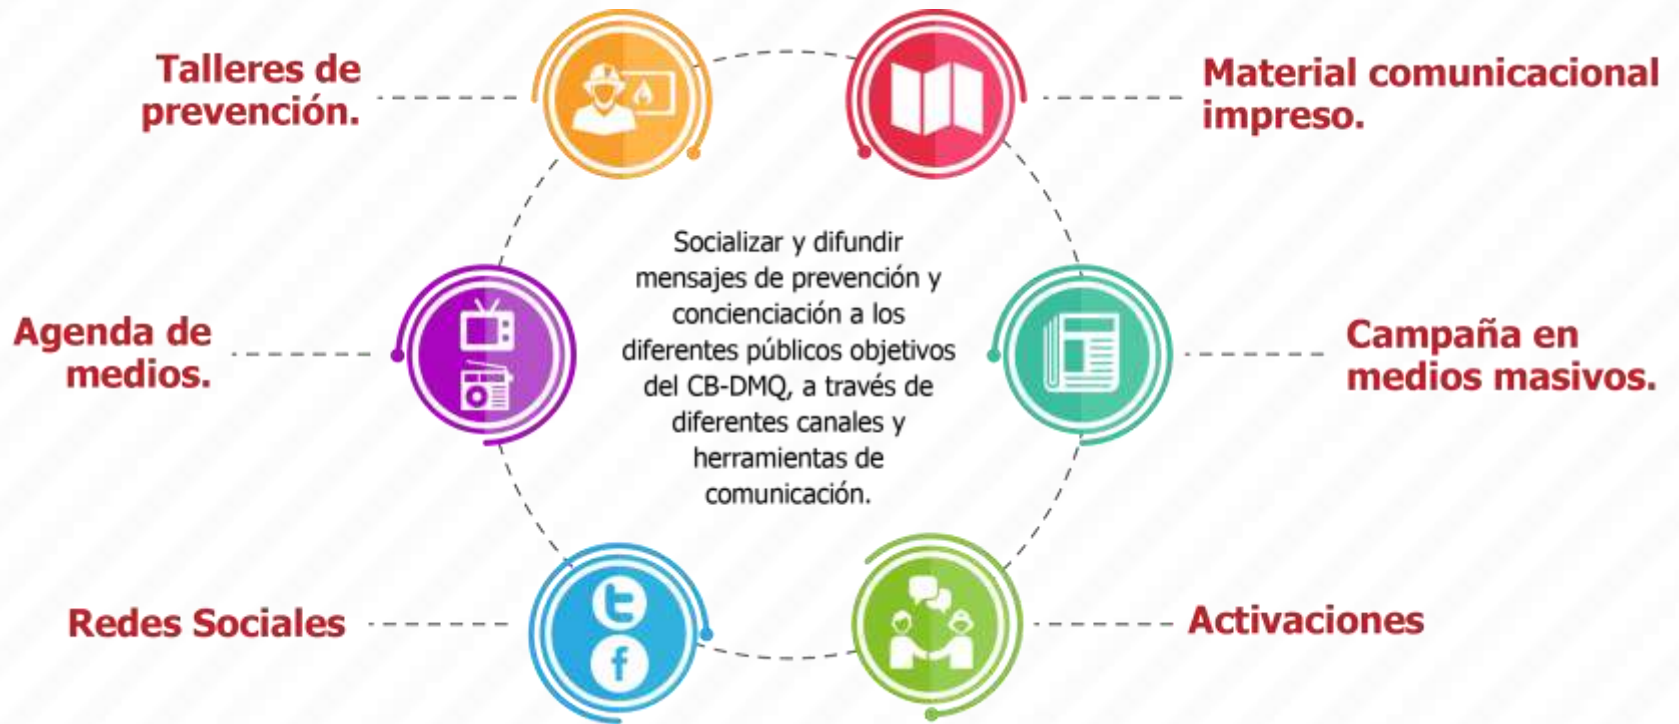 Talleres de
prevención.
Material comunicacional
impreso.
Socializar y difundir
mensajes de prevención y
concienciación a los
diferentes públicos objetivos
del CB-DMQ, a través de
diferentes canales y
herramientas de
comunicación.
Agenda de
medios.
Campaña en
medios masivos.
Redes Sociales
Activaciones